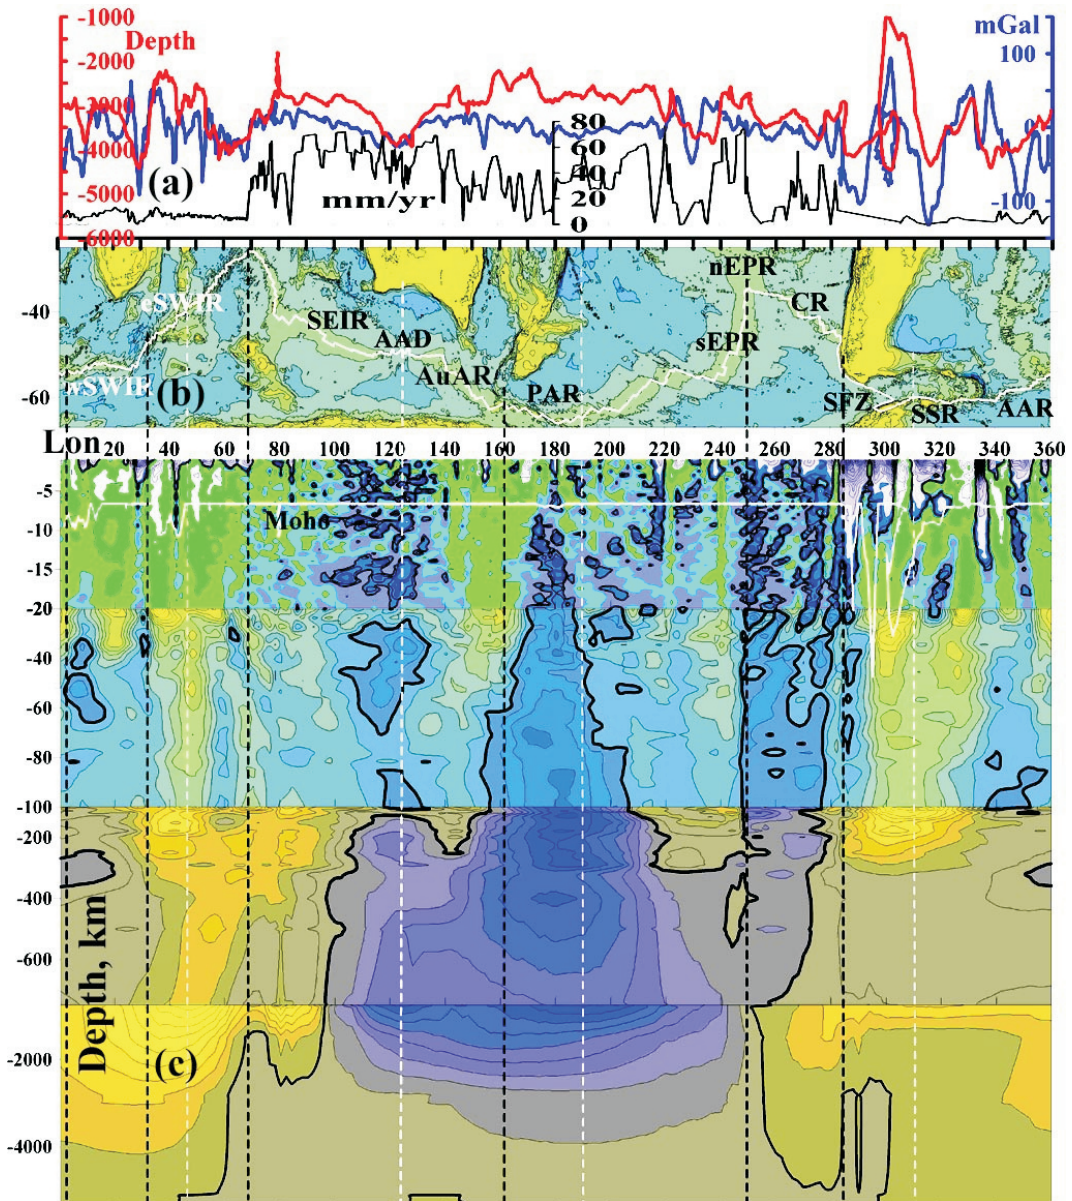 -1000
mGal
Depth
100
-2000
-3000
80
0
60
-4000
(a)
40
mm/yr
20
-5000
-100
0
-6000
nEPR
eSWIR
-40
CR
SEIR
AAD
sEPR
AuAR
wSWIR
(b)
PAR
-60
SFZ
SSR
AAR
Lon 20 40 60 80 100 120 140 160 180 200 220 240 260 280 300 320 340 360
-5
Moho
-10
-15
-20
-40
-60
-80
-100
-200
-400
-600
Depth, km
-2000
(c)
-4000